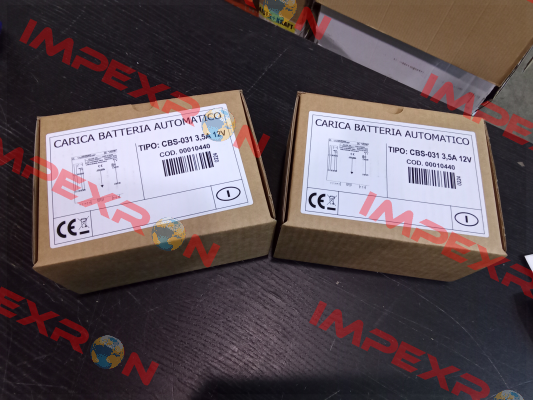 CARICA BATTERIA AUTOMATICO
TIPO: CBS-031 3,5A 12V
COD. 00010440
CE
I
CARICA BATTERIA AUTOMATICO
TIPO: CBS-031 3,5A 12V
COD. 00010440
CE
I
IMPEXRON
IMPEXRON
IMPEXRON
IMPEXRON